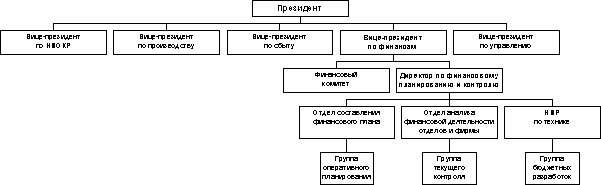 Президент
Вице-президент
по НИОКР
Вице-президент
по производству
Вице-президент
по сбыту
Вице-президент
по финансам
Вице-президент
по управлению
Финансовый
комитет
Директор по финансовому
планированию и контролю
Отдел составления
финансового плана
Отдел анализа
финансовой деятельности
отделов и фирмы
НИР
по технике
Группа
оперативного
планирования
Группа
текущего
контроля
Группа
бюджетных
разработок